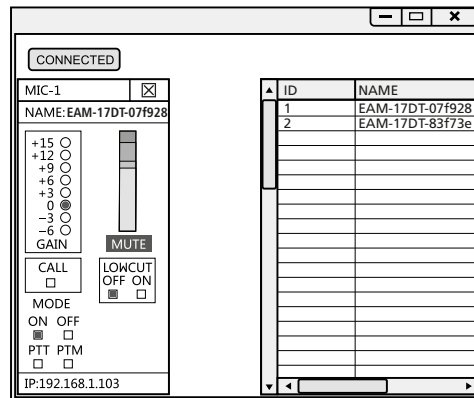 CONNECTED
MIC-1
NAME:EAM-17DT-07f928
+15
+12
+9
+6
+3
0
−3
−6
GAIN
MUTE
CALL
LOWCUT
OFF ON
MODE
ON OFF
PTT PTM
IP:192.168.1.103
ID NAME
1 EAM-17DT-07f928
2 EAM-17DT-83f73e